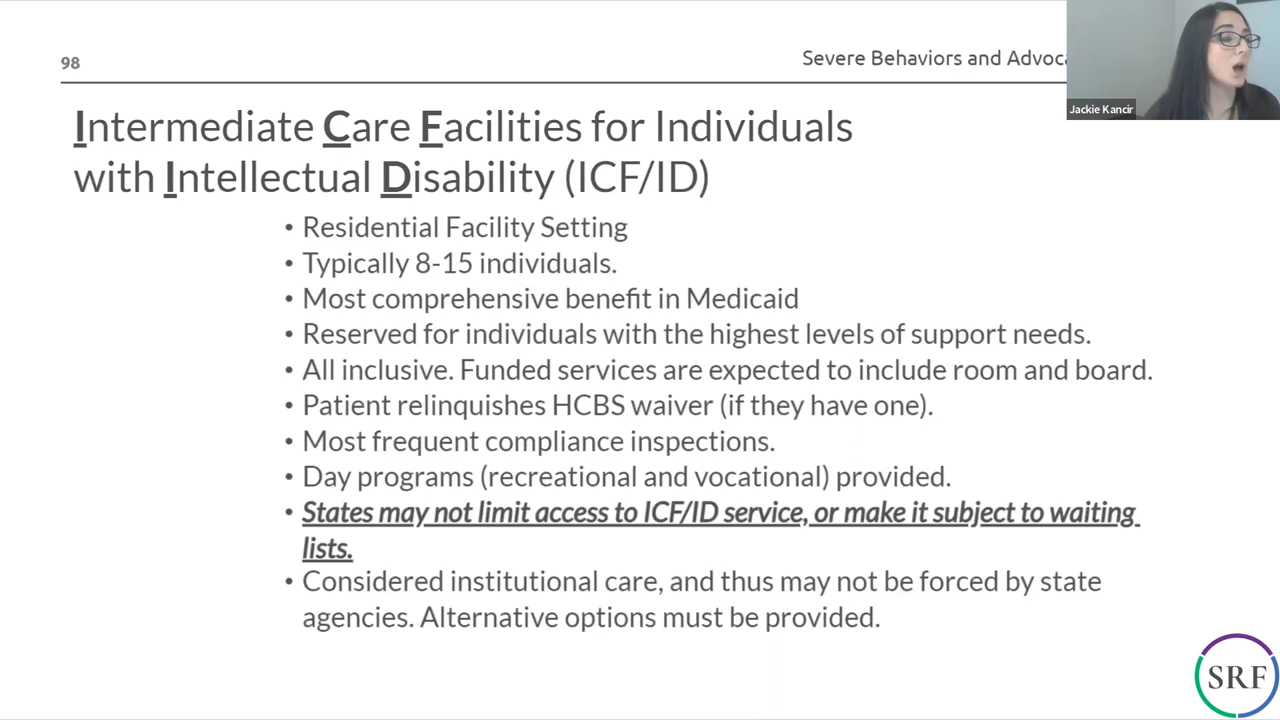 98
Severe Behaviors and Advoca
Jackie Kancir
Intermediate Care Facilities for Individuals
with Intellectual Disability (ICF/ID)
• Residential Facility Setting
• Typically 8-15 individuals.
• Most comprehensive benefit in Medicaid
• Reserved for individuals with the highest levels of support needs.
• All inclusive. Funded services are expected to include room and board.
• Patient relinquishes HCBS waiver (if they have one).
• Most frequent compliance inspections.
• Day programs (recreational and vocational) provided.
• States may not limit access to ICF/ID service, or make it subject to waiting
lists.
• Considered institutional care, and thus may not be forced by state
agencies. Alternative options must be provided.
SRF